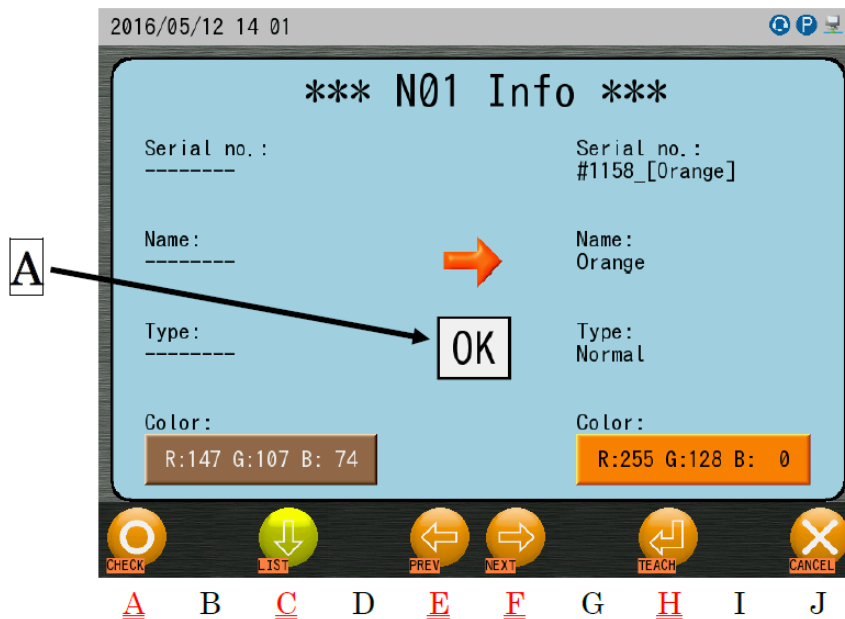 2016/05/12 14 01
*** N01 Info ***
Serial no.:
--------
Serial no.:
#1158_[Orange]
Name:
--------
Name:
Orange
A
Type:
--------
OK
Type:
Normal
Color:
R:147 G:107 B: 74
Color:
R:255 G:128 B:  0
CHECK LIST PREV NEXT TEACH CANCEL
A B C D E F G H I J